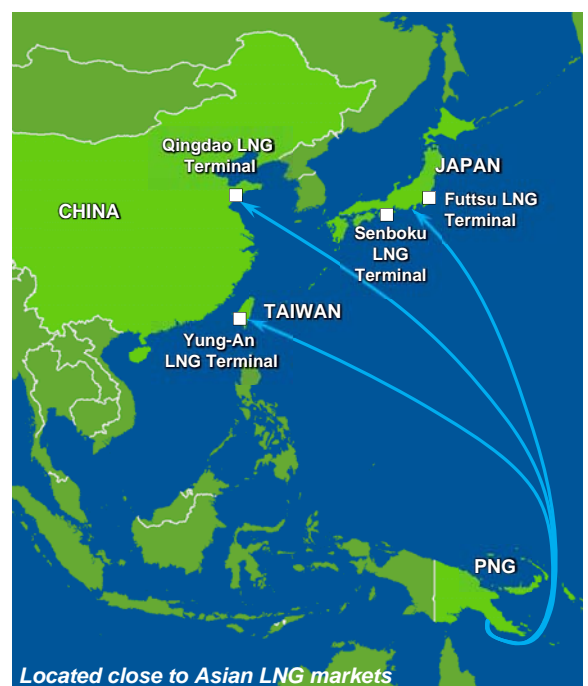 Qingdao LNG
Terminal
JAPAN
CHINA
Futtsu LNG
Terminal
Senboku
LNG
Terminal
TAIWAN
Yung-An
LNG Terminal
PNG
Located close to Asian LNG markets